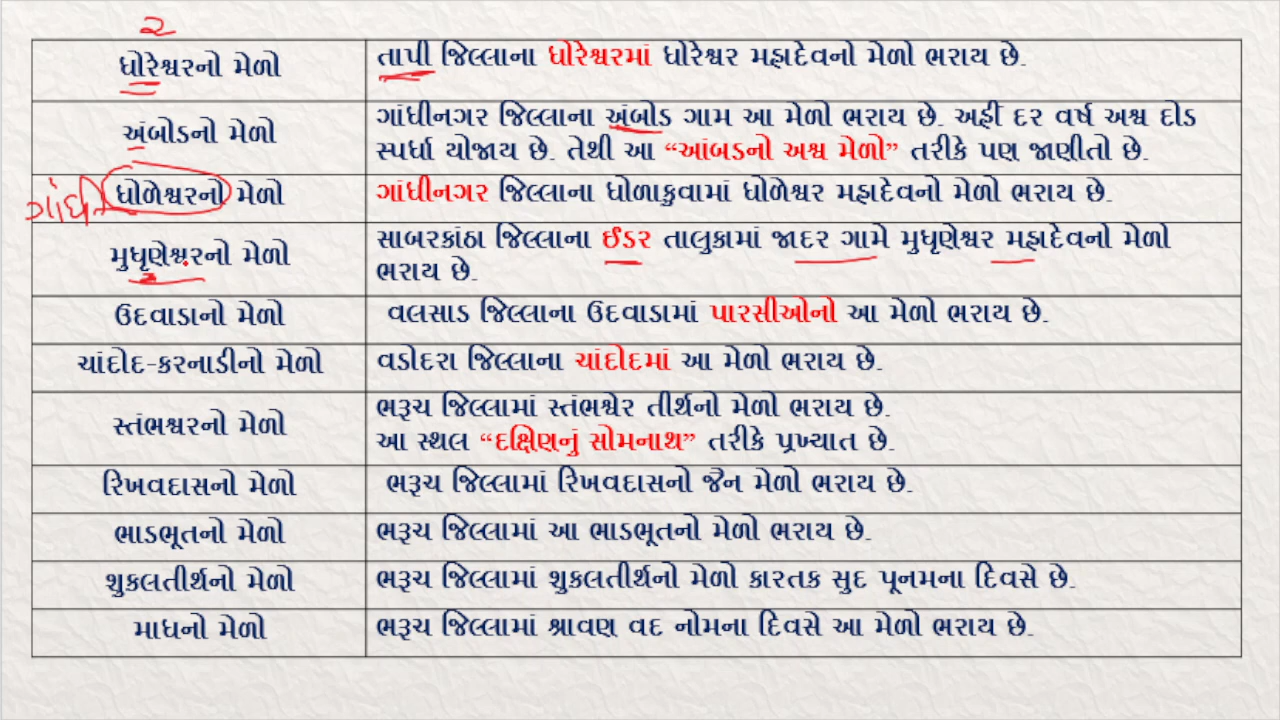 ૨
ધોરેશ્વરનો મેળો
તાપી જિલ્લાના ધોરેશ્વરમાં ધોરેશ્વર મહાદેવનો મેળો ભરાય છે.
અંબોડનો મેળો
ગાંધીનગર જિલ્લાના અંબોડ ગામ આ મેળો ભરાય છે. અહીં દર વર્ષ અશ્વ દોડ
સ્પર્ધા યોજાય છે. તેથી આ “આંબડનો અશ્વ મેળો” તરીકે પણ જાણીતો છે.
ધોળેશ્વરનો મેળો
ગાંધીનગર જિલ્લાના ધોળાકુવામાં ધોળેશ્વર મહાદેવનો મેળો ભરાય છે.
મુધૃણેશ્વરનો મેળો
સાબરકાંઠા જિલ્લાના ઈડર તાલુકામાં જાદર ગામે મુધૃણેશ્વર મહાદેવનો મેળો
ભરાય છે.
ઉદવાડાનો મેળો
વલસાડ જિલ્લાના ઉદવાડામાં પારસીઓનો આ મેળો ભરાય છે.
ચાંદોદ-કરનાડીનો મેળો
વડોદરા જિલ્લાના ચાંદોદમાં આ મેળો ભરાય છે.
સ્તંભશ્વરનો મેળો
ભરૂચ જિલ્લામાં સ્તંભશ્વેર તીર્થનો મેળો ભરાય છે.
આ સ્થલ “દક્ષિણનું સોમનાથ” તરીકે પ્રખ્યાત છે.
રિખવદાસનો મેળો
ભરૂચ જિલ્લામાં રિખવદાસનો જૈન મેળો ભરાય છે.
ભાડભૂતનો મેળો
ભરૂચ જિલ્લામાં આ ભાડભૂતનો મેળો ભરાય છે.
શુકલતીર્થનો મેળો
ભરૂચ જિલ્લામાં શુકલતીર્થનો મેળો કારતક સુદ પૂનમના દિવસે છે.
માઘનો મેળો
ભરૂચ જિલ્લામાં શ્રાવણ વદ નોમના દિવસે આ મેળો ભરાય છે.